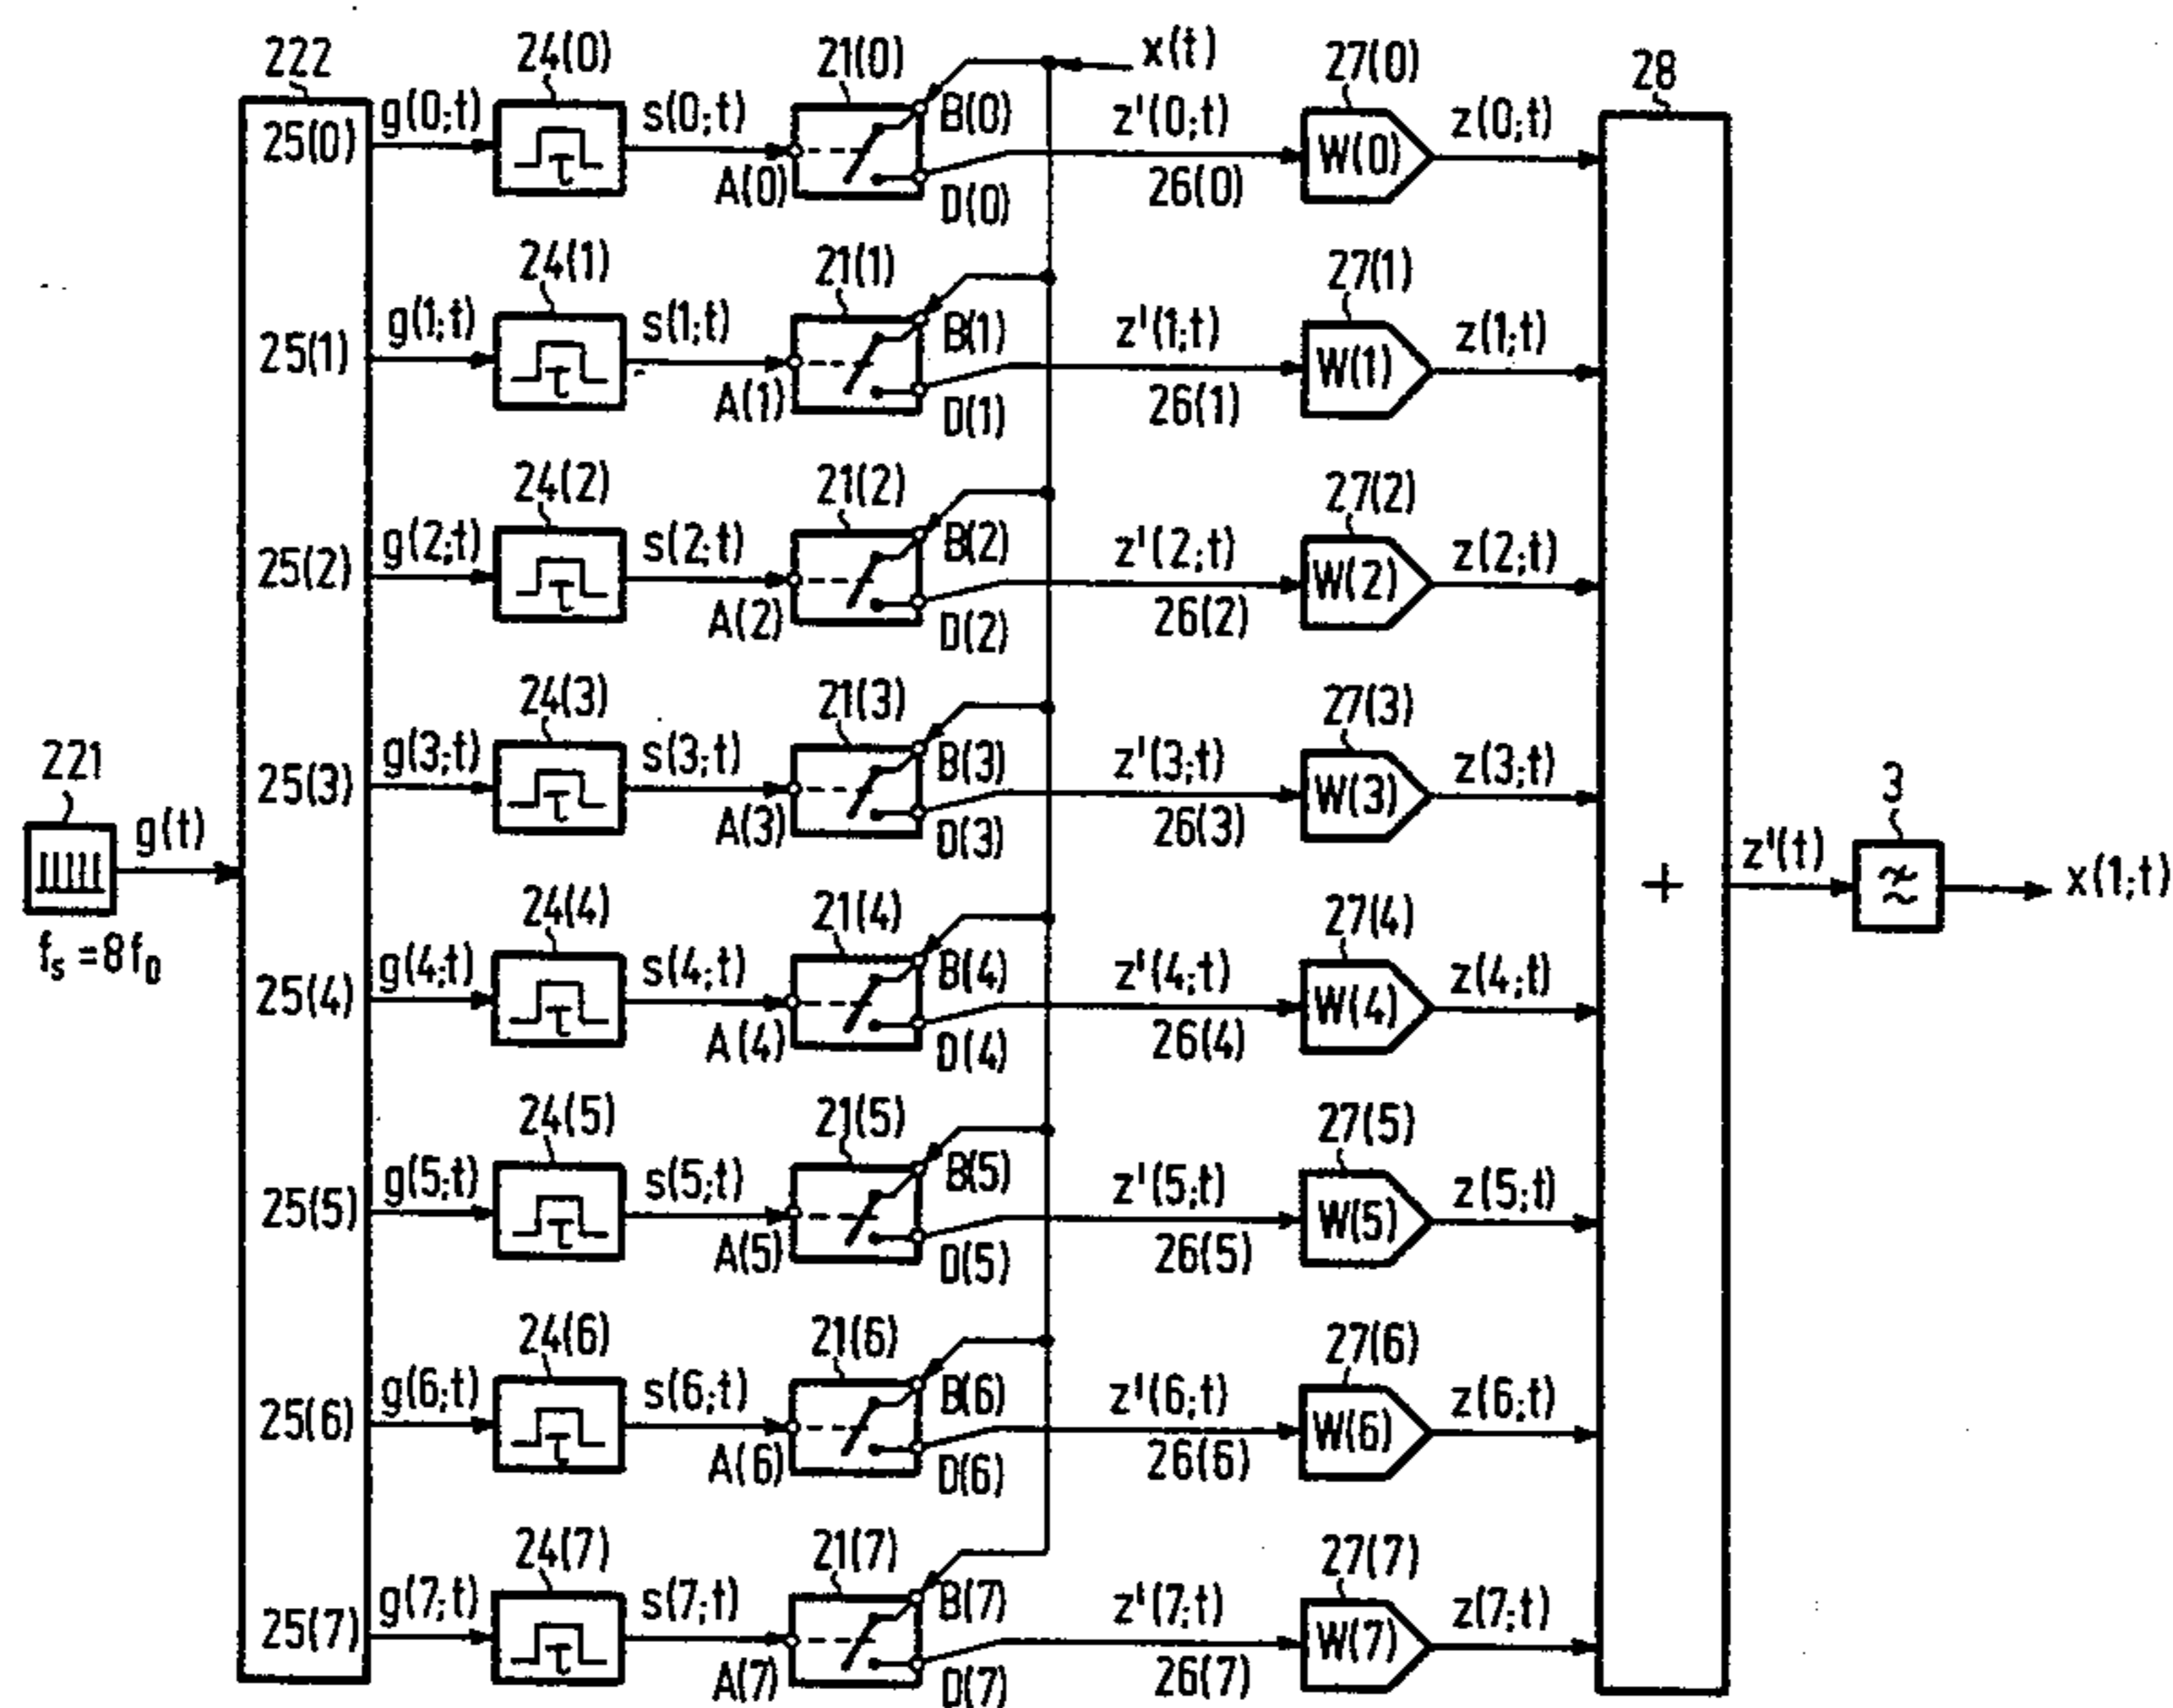 222 24(0) 21(0) x(t) 27(0) 28
25(0) g(0;t) τ s(0;t) A(0) B(0) D(0) z'(0;t) 26(0) W(0) z(0;t)
24(1) 21(1) 27(1)
25(1) g(1;t) τ s(1;t) A(1) B(1) D(1) z'(1;t) 26(1) W(1) z(1;t)
24(2) 21(2) 27(2)
25(2) g(2;t) τ s(2;t) A(2) B(2) D(2) z'(2;t) 26(2) W(2) z(2;t)
24(3) 21(3) 27(3)
25(3) g(3;t) τ s(3;t) A(3) B(3) D(3) z'(3;t) 26(3) W(3) z(3;t)
221 g(t) + z'(t) 3 x(1;t)
fs = 8f0
24(4) 21(4) 27(4)
25(4) g(4;t) τ s(4;t) A(4) B(4) D(4) z'(4;t) 26(4) W(4) z(4;t)
24(5) 21(5) 27(5)
25(5) g(5;t) τ s(5;t) A(5) B(5) D(5) z'(5;t) 26(5) W(5) z(5;t)
24(6) 21(6) 27(6)
25(6) g(6;t) τ s(6;t) A(6) B(6) D(6) z'(6;t) 26(6) W(6) z(6;t)
24(7) 21(7) 27(7)
25(7) g(7;t) τ s(7;t) A(7) B(7) D(7) z'(7;t) 26(7) W(7) z(7;t)